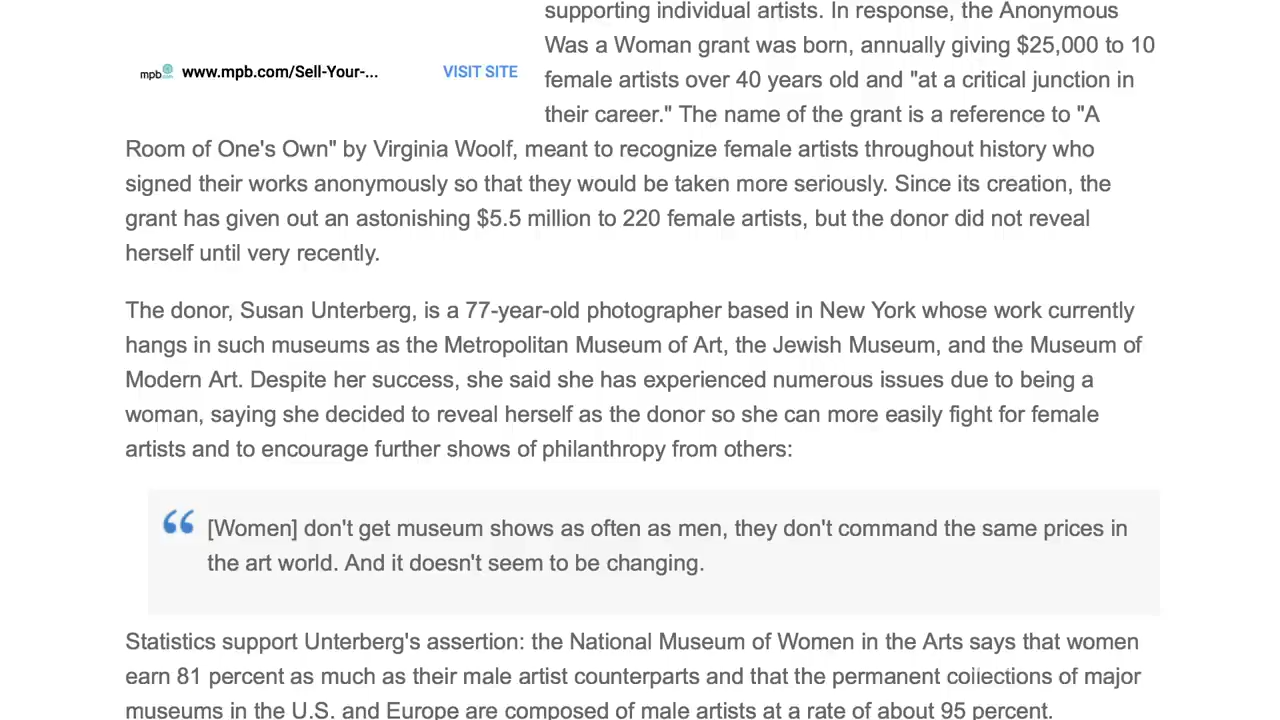 supporting individual artists. In response, the Anonymous
Was a Woman grant was born, annually giving $25,000 to 10
female artists over 40 years old and "at a critical junction in
their career." The name of the grant is a reference to "A
mpb.com www.mpb.com/Sell-Your-... VISIT SITE
Room of One's Own" by Virginia Woolf, meant to recognize female artists throughout history who
signed their works anonymously so that they would be taken more seriously. Since its creation, the
grant has given out an astonishing $5.5 million to 220 female artists, but the donor did not reveal
herself until very recently.
The donor, Susan Unterberg, is a 77-year-old photographer based in New York whose work currently
hangs in such museums as the Metropolitan Museum of Art, the Jewish Museum, and the Museum of
Modern Art. Despite her success, she said she has experienced numerous issues due to being a
woman, saying she decided to reveal herself as the donor so she can more easily fight for female
artists and to encourage further shows of philanthropy from others:
“ [Women] don't get museum shows as often as men, they don't command the same prices in
the art world. And it doesn't seem to be changing.
Statistics support Unterberg's assertion: the National Museum of Women in the Arts says that women
earn 81 percent as much as their male artist counterparts and that the permanent collections of major
museums in the U.S. and Europe are composed of male artists at a rate of about 95 percent.